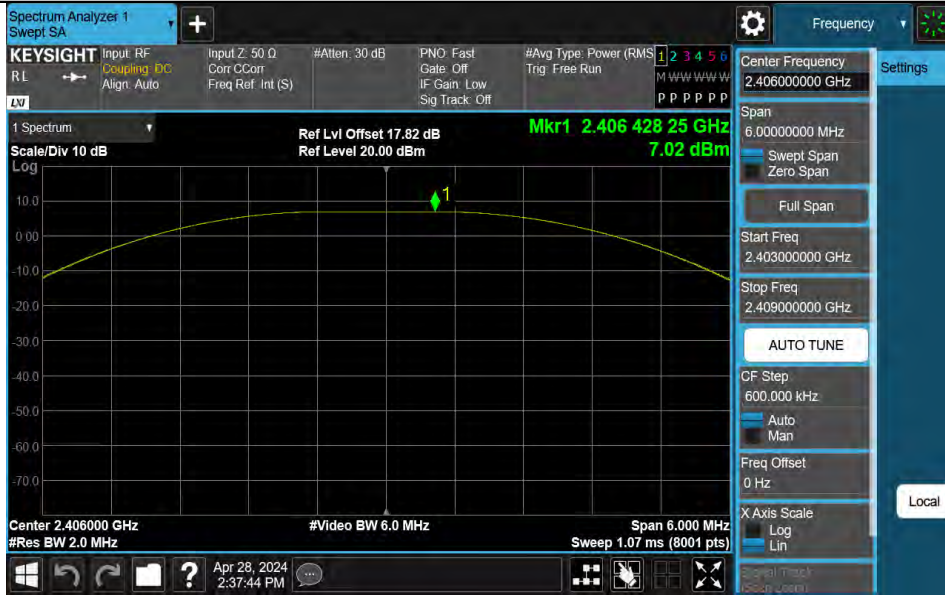 Spectrum Analyzer 1
Swept SA
+
Frequency
KEYSIGHT
RL
LXI
Input: RF
Coupling: DC
Align: Auto
Input Z: 50 Ω
Corr CCorr
Freq Ref: Int (S)
#Atten: 30 dB
PNO: Fast
Gate: Off
IF Gain: Low
Sig Track: Off
#Avg Type: Power (RMS
Trig: Free Run
1 2 3 4 5 6
M W W W W W
P P P P P P
1 Spectrum
Scale/Div 10 dB
Log
Ref Lvl Offset 17.82 dB
Ref Level 20.00 dBm
Mkr1 2.406 428 25 GHz
7.02 dBm
1
10.0
0.00
-10.0
-20.0
-30.0
-40.0
-50.0
-60.0
-70.0
Center 2.406000 GHz
#Res BW 2.0 MHz
#Video BW 6.0 MHz
Span 6.000 MHz
Sweep 1.07 ms (8001 pts)
?
Apr 28, 2024
2:37:44 PM
Center Frequency
2.406000000 GHz
Span
6.00000000 MHz
Swept Span
Zero Span
Full Span
Start Freq
2.403000000 GHz
Stop Freq
2.409000000 GHz
AUTO TUNE
CF Step
600.000 kHz
Auto
Man
Freq Offset
0 Hz
X Axis Scale
Log
Lin
Signal Track
(Span Zoom)
Settings
Local